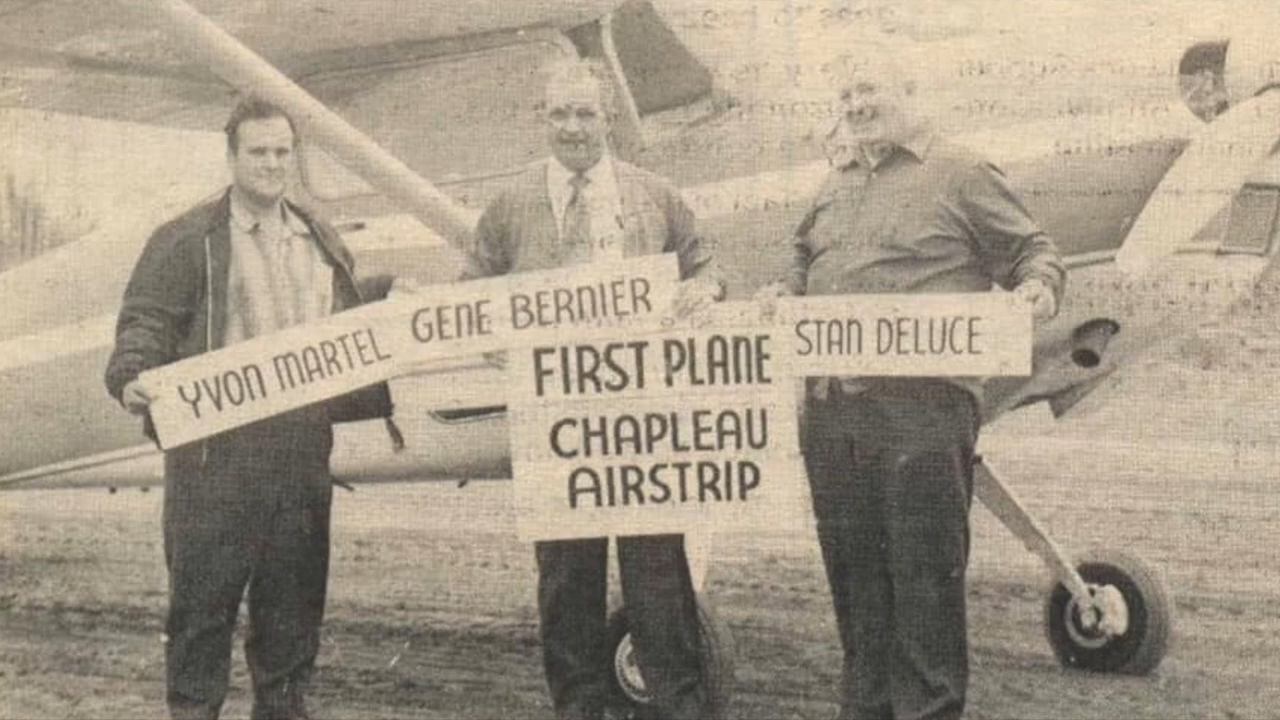 YVON MARTEL
GENE BERNIER
STAN DELUCE
FIRST PLANE
CHAPLEAU
AIRSTRIP